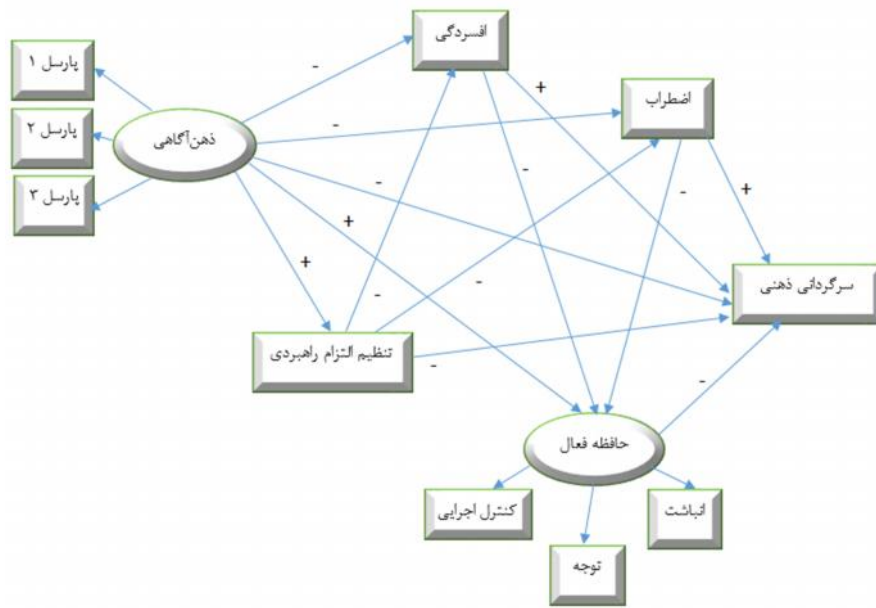 افسردگی
پارسل ۱
اضطراب
پارسل ۲
ذهن‌آگاهی
پارسل ۳
سرگردانی ذهنی
تنظیم التزام راهبردی
حافظه فعال
کنترل اجرایی
انباشت
توجه
-
+
-
-
-
-
+
+
+
-
-
-
-
-